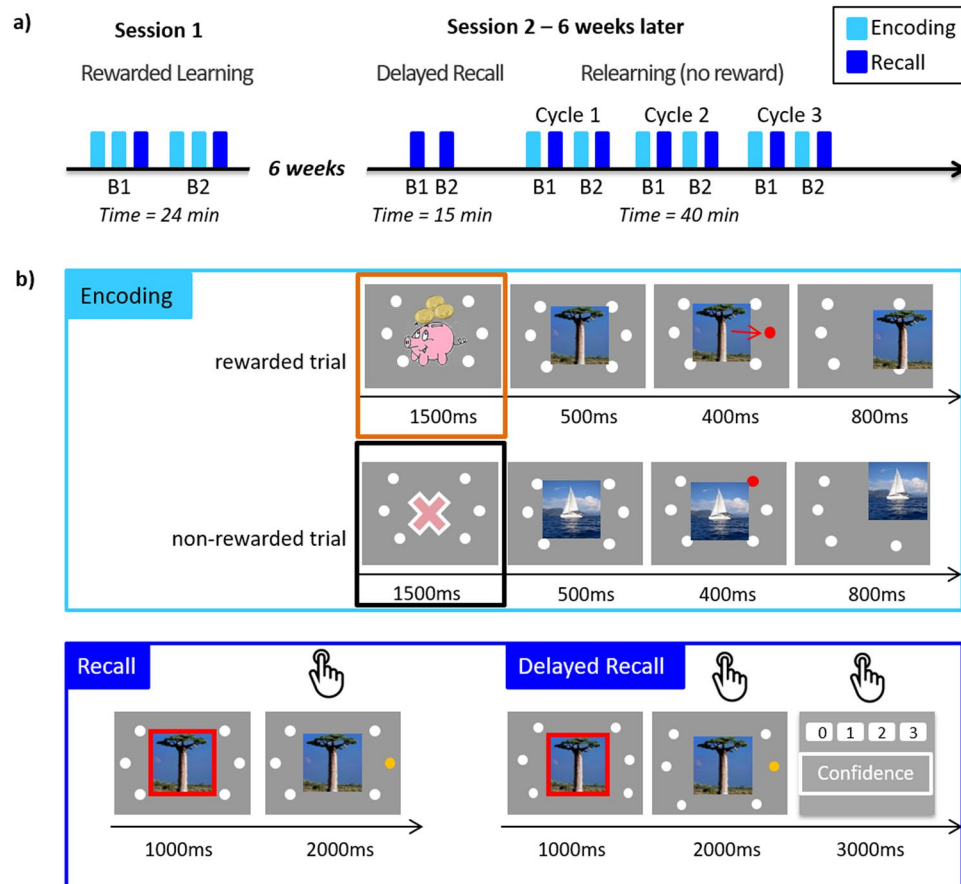 a)
Session 1
Session 2 – 6 weeks later
Encoding
Recall
Rewarded Learning
Delayed Recall
Relearning (no reward)
Cycle 1
Cycle 2
Cycle 3
6 weeks
B1 B2
B1 B2
B1 B2
B1 B2
B1 B2
Time = 24 min
Time = 15 min
Time = 40 min
b)
Encoding
rewarded trial
1500ms 500ms 400ms 800ms
non-rewarded trial
1500ms 500ms 400ms 800ms
Recall
1000ms 2000ms
Delayed Recall
0 1 2 3
Confidence
1000ms 2000ms 3000ms